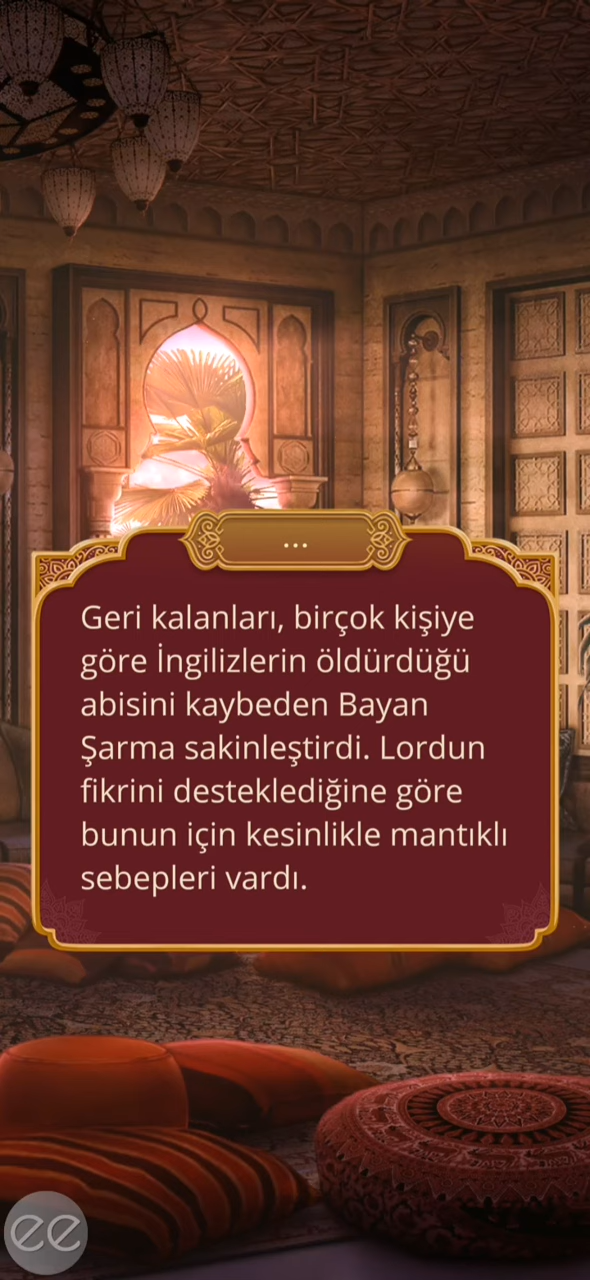 ...
Geri kalanları, birçok kişiye
göre İngilizlerin öldürdüğü
abisini kaybeden Bayan
Şarma sakinleştirdi. Lordun
fikrini desteklediğine göre
bunun için kesinlikle mantıklı
sebepleri vardı.
ee